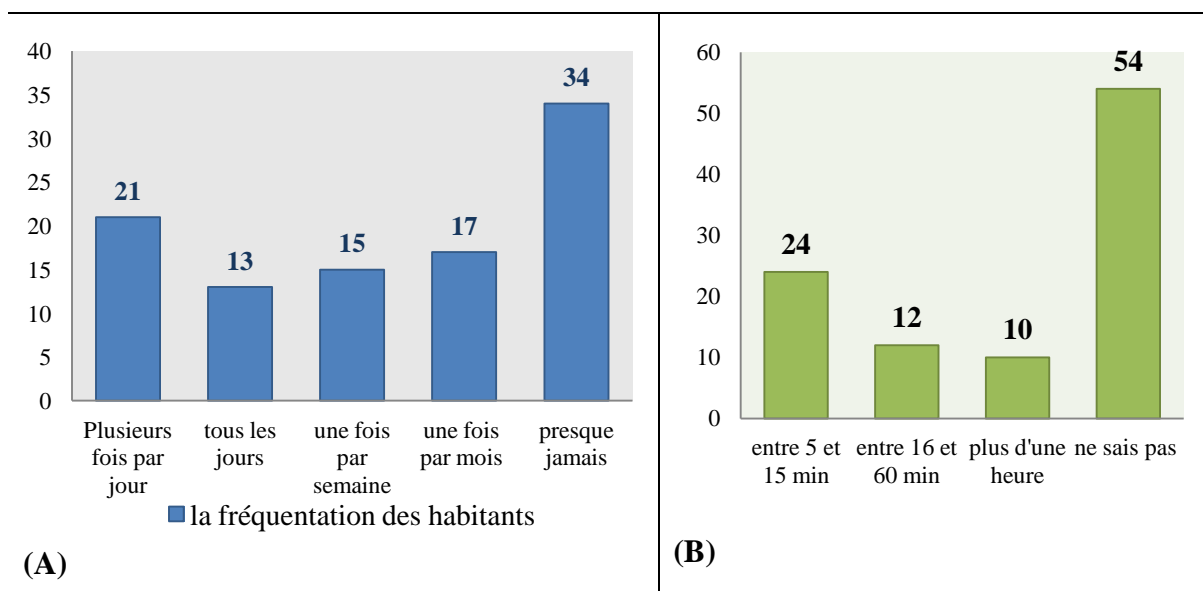 40
35
30
25
20
15
10
5
0
21
13
15
17
34
Plusieurs
fois par
jour
tous les
jours
une fois
par
semaine
une fois
par mois
presque
jamais
la fréquentation des habitants
(A)
60
50
40
30
20
10
0
24
12
10
54
entre 5 et
15 min
entre 16 et
60 min
plus d'une
heure
ne sais pas
(B)